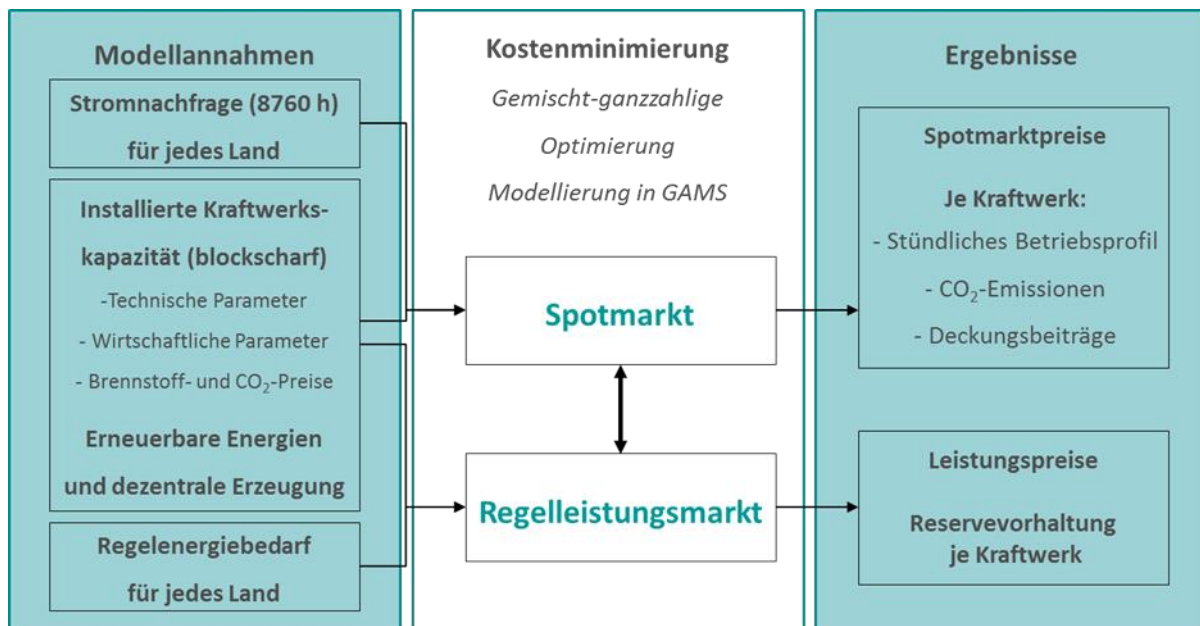 Modellannahmen
Stromnachfrage (8760 h)
für jedes Land
Installierte Kraftwerks-
kapazität (blockscharf)
-Technische Parameter
- Wirtschaftliche Parameter
- Brennstoff- und CO₂-Preise
Erneuerbare Energien
und dezentrale Erzeugung
Regelenergiebedarf
für jedes Land
Kostenminimierung
Gemischt-ganzzahlige
Optimierung
Modellierung in GAMS
Spotmarkt
Regelleistungsmarkt
Ergebnisse
Spotmarktpreise
Je Kraftwerk:
- Stündliches Betriebsprofil
- CO₂-Emissionen
- Deckungsbeiträge
Leistungspreise
Reservevorhaltung
je Kraftwerk